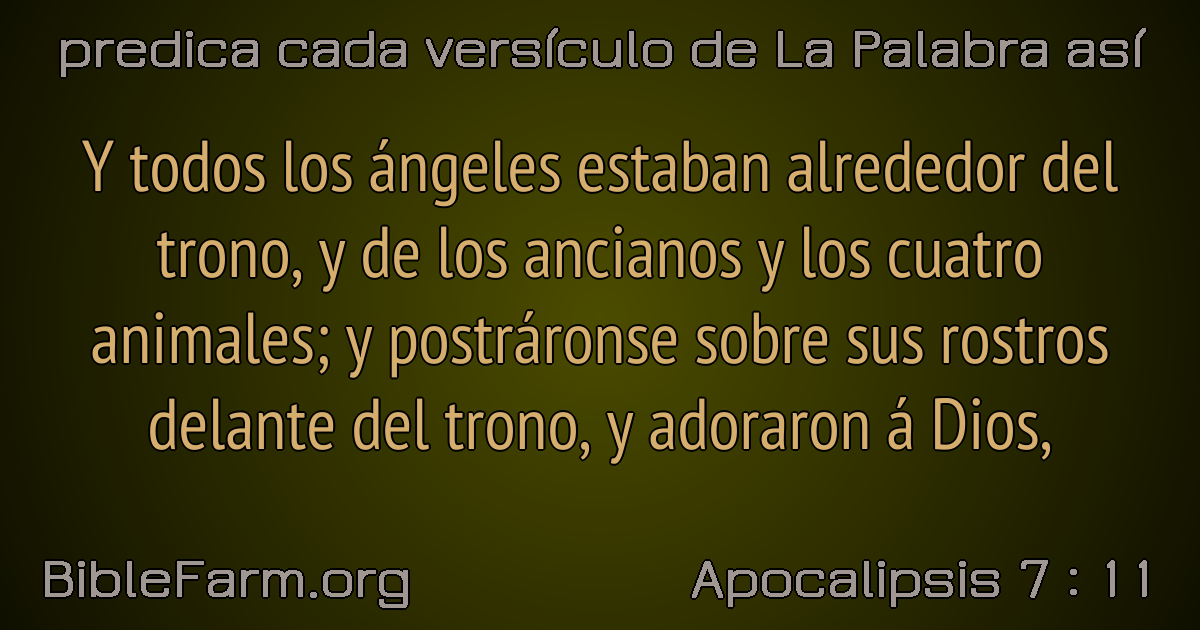 predica cada versículo de La Palabra así
Y todos los ángeles estaban alrededor del
trono, y de los ancianos y los cuatro
animales; y postráronse sobre sus rostros
delante del trono, y adoraron á Dios,
BibleFarm.org
Apocalipsis 7 : 11